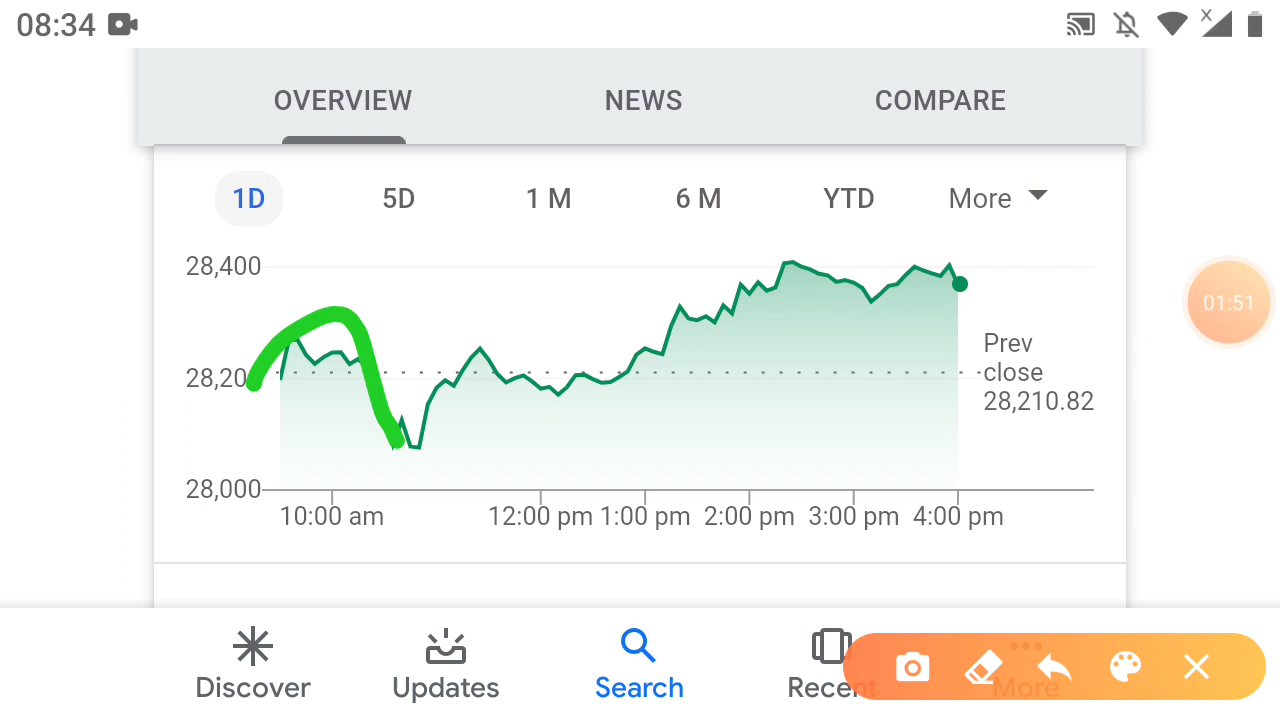 08:34
X
OVERVIEW NEWS COMPARE
1D 5D 1 M 6 M YTD More
28,400
01:51
Prev
28,20 close
28,210.82
28,000
10:00 am 12:00 pm 1:00 pm 2:00 pm 3:00 pm 4:00 pm
Discover Updates Search Recent More